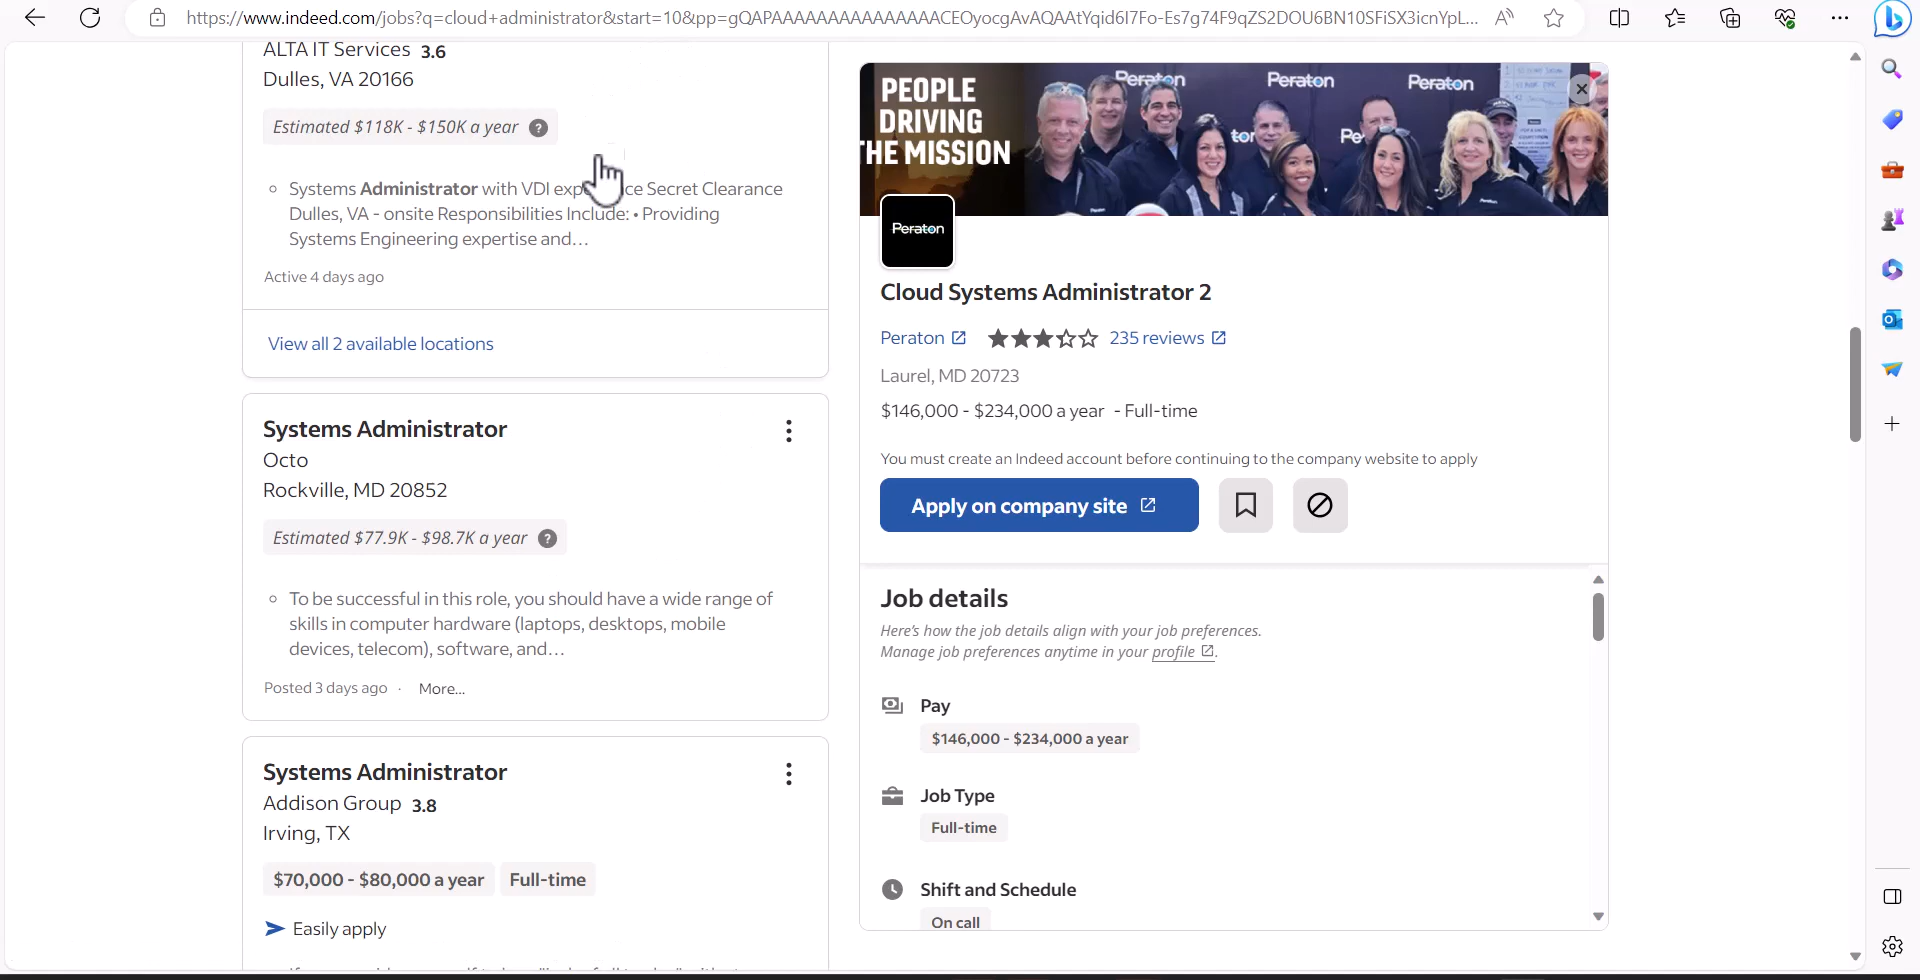 https://www.indeed.com/jobs?q=cloud+administrator&start=10&pp=gQAPAAAAAAAAAAAAAAACEOyocgAvAQAAtYqid6I7Fo-Es7g74F9qZS2DOU6BN10SFiSX3icnYpL...
ALTA IT Services 3.6
Dulles, VA 20166
Estimated $118K - $150K a year
Systems Administrator with VDI Secret Clearance
Dulles, VA - onsite Responsibilities Include: • Providing
Systems Engineering expertise and...
Active 4 days ago
View all 2 available locations
Systems Administrator
Octo
Rockville, MD 20852
Estimated $77.9K - $98.7K a year
To be successful in this role, you should have a wide range of
skills in computer hardware (laptops, desktops, mobile
devices, telecom), software, and...
Posted 3 days ago · More...
Systems Administrator
Addison Group 3.8
Irving, TX
$70,000 - $80,000 a year Full-time
Easily apply
PEOPLE
DRIVING
THE MISSION
Peraton Peraton Peraton
Peraton
Cloud Systems Administrator 2
Peraton 235 reviews
Laurel, MD 20723
$146,000 - $234,000 a year - Full-time
You must create an Indeed account before continuing to the company website to apply
Apply on company site
Job details
Here's how the job details align with your job preferences.
Manage job preferences anytime in your profile.
Pay
$146,000 - $234,000 a year
Job Type
Full-time
Shift and Schedule
On call